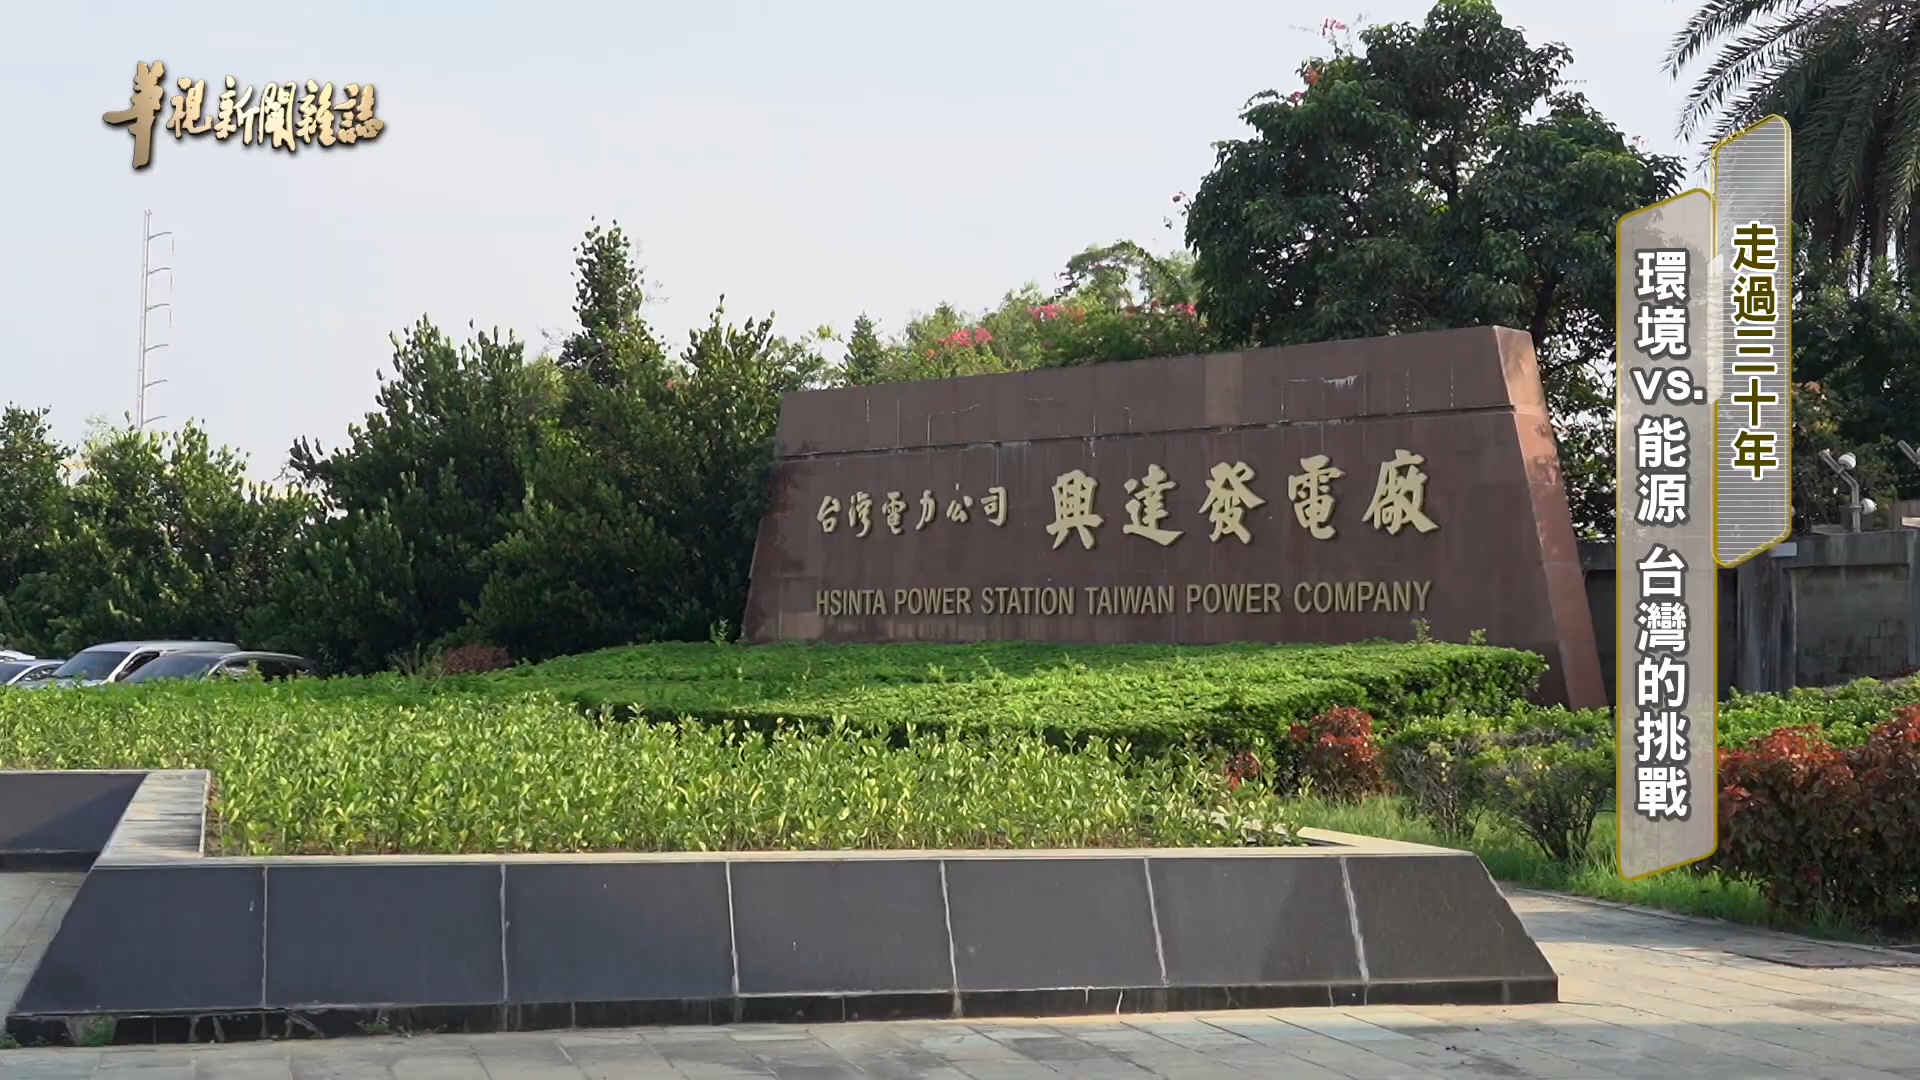 華視新聞雜誌
走過三十年
環境vs.能源 台灣的挑戰
台灣電力公司 興達發電廠
HSINTA POWER STATION TAIWAN POWER COMPANY